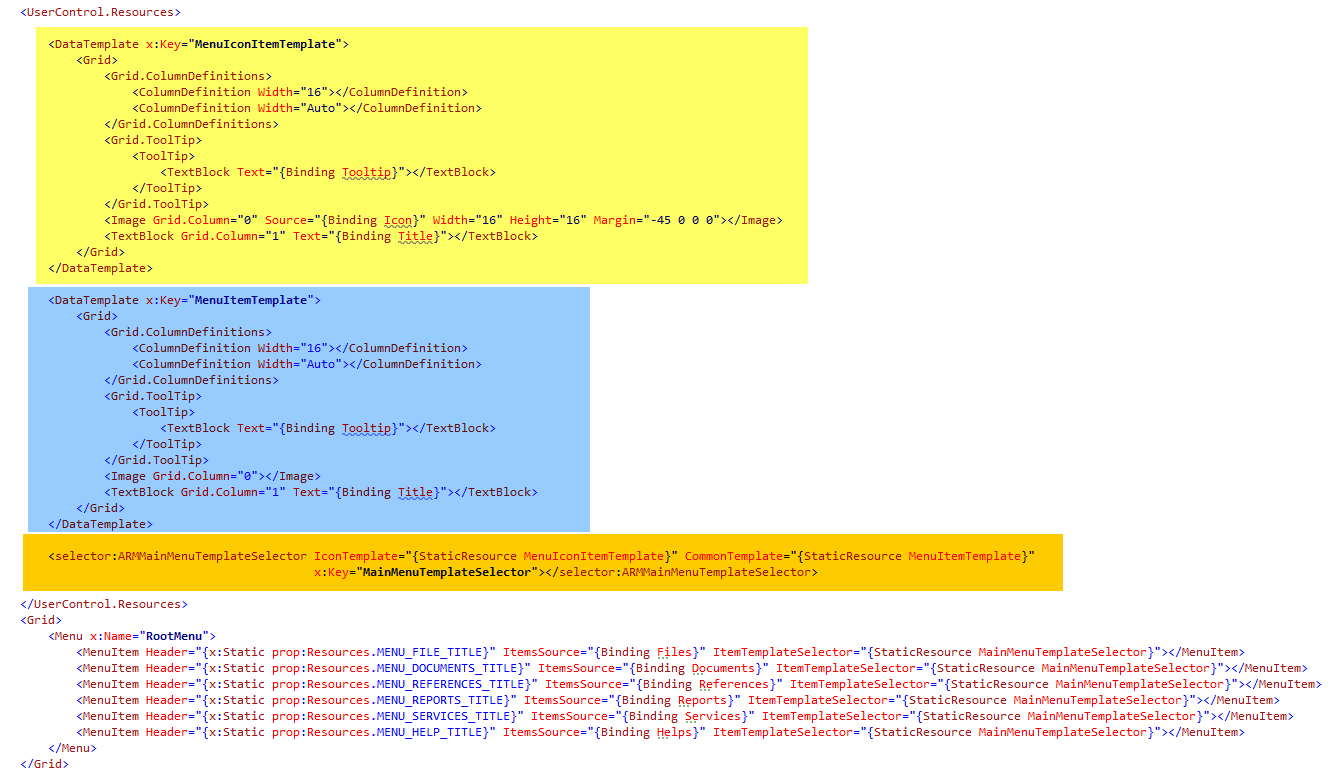 <UserControl.Resources>
<DataTemplate x:Key="MenuIconItemTemplate">
<Grid>
<Grid.ColumnDefinitions>
<ColumnDefinition Width="16"></ColumnDefinition>
<ColumnDefinition Width="Auto"></ColumnDefinition>
</Grid.ColumnDefinitions>
<Grid.ToolTip>
<ToolTip>
<TextBlock Text="{Binding Tooltip}"></TextBlock>
</ToolTip>
</Grid.ToolTip>
<Image Grid.Column="0" Source="{Binding Icon}" Width="16" Height="16" Margin="-45 0 0 0"></Image>
<TextBlock Grid.Column="1" Text="{Binding Title}"></TextBlock>
</Grid>
</DataTemplate>
<DataTemplate x:Key="MenuItemTemplate">
<Grid>
<Grid.ColumnDefinitions>
<ColumnDefinition Width="16"></ColumnDefinition>
<ColumnDefinition Width="Auto"></ColumnDefinition>
</Grid.ColumnDefinitions>
<Grid.ToolTip>
<ToolTip>
<TextBlock Text="{Binding Tooltip}"></TextBlock>
</ToolTip>
</Grid.ToolTip>
<Image Grid.Column="0"></Image>
<TextBlock Grid.Column="1" Text="{Binding Title}"></TextBlock>
</Grid>
</DataTemplate>
<selector:ARMMainMenuTemplateSelector IconTemplate="{StaticResource MenuIconItemTemplate}" CommonTemplate="{StaticResource MenuItemTemplate}"
x:Key="MainMenuTemplateSelector"></selector:ARMMainMenuTemplateSelector>
</UserControl.Resources>
<Grid>
<Menu x:Name="RootMenu">
<MenuItem Header="{x:Static prop:Resources.MENU_FILE_TITLE}" ItemsSource="{Binding Files}" ItemTemplateSelector="{StaticResource MainMenuTemplateSelector}"></MenuItem>
<MenuItem Header="{x:Static prop:Resources.MENU_DOCUMENTS_TITLE}" ItemsSource="{Binding Documents}" ItemTemplateSelector="{StaticResource MainMenuTemplateSelector}"></MenuItem>
<MenuItem Header="{x:Static prop:Resources.MENU_REFERENCES_TITLE}" ItemsSource="{Binding References}" ItemTemplateSelector="{StaticResource MainMenuTemplateSelector}"></MenuItem>
<MenuItem Header="{x:Static prop:Resources.MENU_REPORTS_TITLE}" ItemsSource="{Binding Reports}" ItemTemplateSelector="{StaticResource MainMenuTemplateSelector}"></MenuItem>
<MenuItem Header="{x:Static prop:Resources.MENU_SERVICES_TITLE}" ItemsSource="{Binding Services}" ItemTemplateSelector="{StaticResource MainMenuTemplateSelector}"></MenuItem>
<MenuItem Header="{x:Static prop:Resources.MENU_HELP_TITLE}" ItemsSource="{Binding Helps}" ItemTemplateSelector="{StaticResource MainMenuTemplateSelector}"></MenuItem>
</Menu>
</Grid>